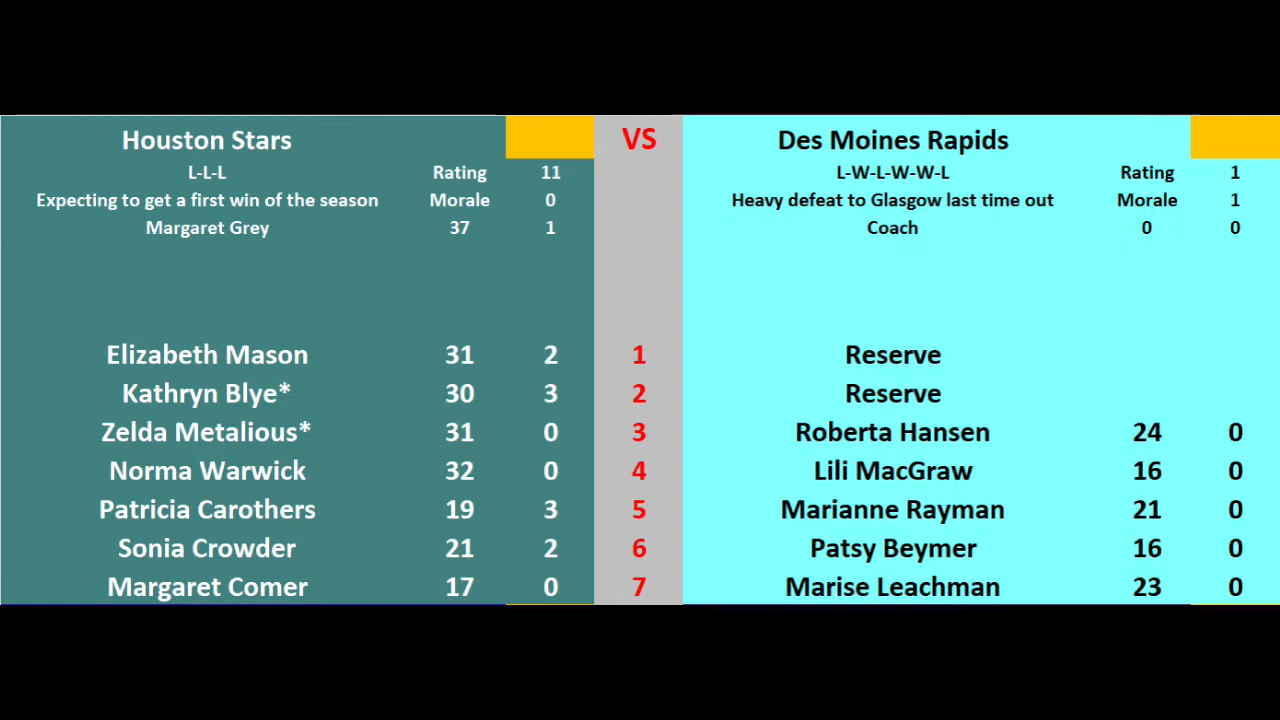 Houston Stars VS Des Moines Rapids
L-L-L Rating 11 L-W-L-W-W-L Rating 1
Expecting to get a first win of the season Morale 0 Heavy defeat to Glasgow last time out Morale 1
Margaret Grey 37 1 Coach 0 0
Elizabeth Mason 31 2 1 Reserve
Kathryn Blye* 30 3 2 Reserve
Zelda Metalious* 31 0 3 Roberta Hansen 24 0
Norma Warwick 32 0 4 Lili MacGraw 16 0
Patricia Carothers 19 3 5 Marianne Rayman 21 0
Sonia Crowder 21 2 6 Patsy Beymer 16 0
Margaret Comer 17 0 7 Marise Leachman 23 0